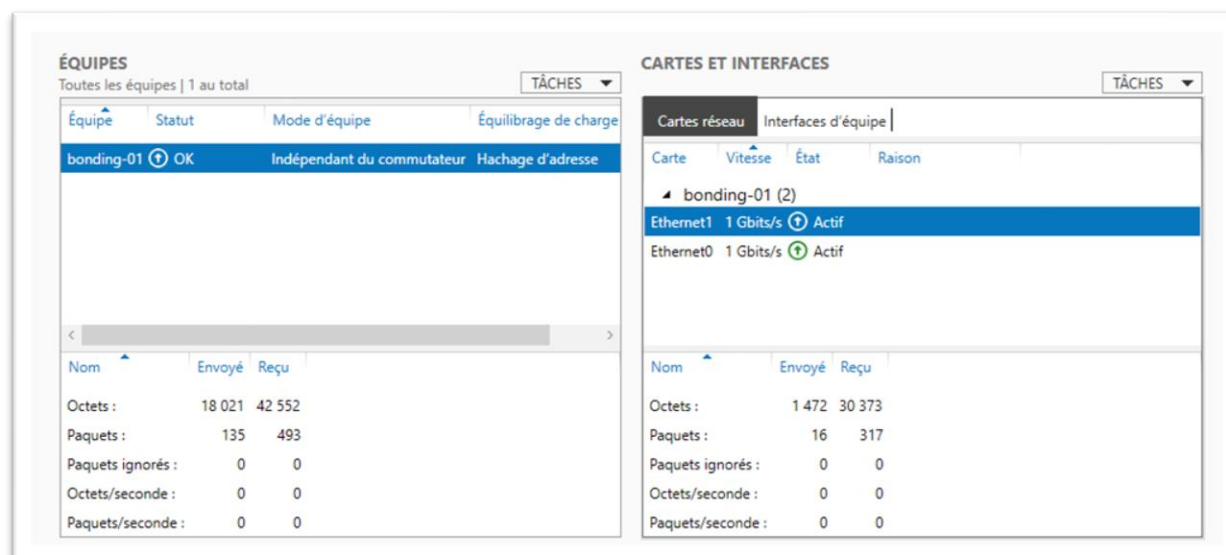 ÉQUIPES
Toutes les équipes | 1 au total
TÂCHES
Équipe Statut Mode d'équipe Équilibrage de charge
bonding-01 OK Indépendant du commutateur Hachage d'adresse
Nom Envoyé Reçu
Octets : 18 021 42 552
Paquets : 135 493
Paquets ignorés : 0 0
Octets/seconde : 0 0
Paquets/seconde : 0 0
CARTES ET INTERFACES
TÂCHES
Cartes réseau Interfaces d'équipe
Carte Vitesse État Raison
bonding-01 (2)
Ethernet1 1 Gbits/s Actif
Ethernet0 1 Gbits/s Actif
Nom Envoyé Reçu
Octets : 1 472 30 373
Paquets : 16 317
Paquets ignorés : 0 0
Octets/seconde : 0 0
Paquets/seconde : 0 0